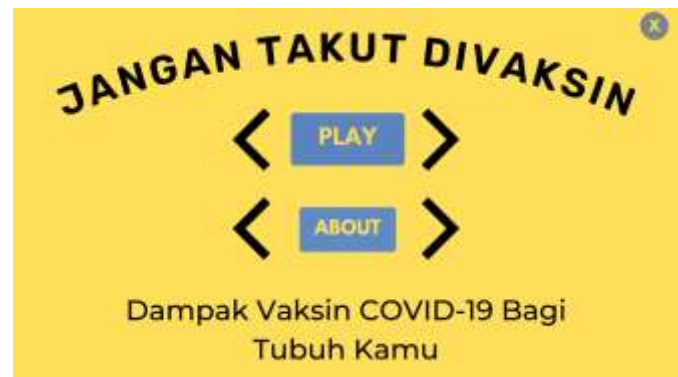 X
JANGAN TAKUT DIVAKSIN
PLAY
ABOUT
Dampak Vaksin COVID-19 Bagi
Tubuh Kamu